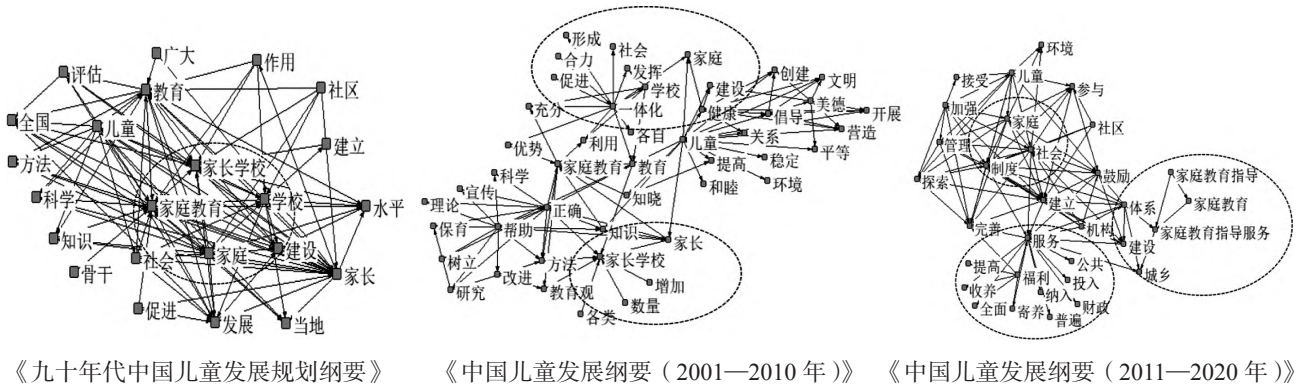 广大
作用
评估
教育
社区
全国
儿童
建立
方法
家长学校
科学
家庭教育
学校
水平
知识
社会
家庭
建设
骨干
家长
促进
发展
当地
《九十年代中国儿童发展规划纲要》
形成
社会
家庭
合力
发挥
促进
学校
建设
创建
文明
充分
一体化
健康
美德
开展
倡导
各自
优势
利用
儿童
关系
营造
家庭教育
教育
提高
稳定
平等
科学
和睦
环境
宣传
知晓
理论
正确
保育
帮助
知识
家长
树立
方法
家长学校
改进
研究
教育观
增加
数量
各类
《中国儿童发展纲要（2001—2010 年）》
环境
接受
儿童
参与
加强
家庭
社区
管理
社会
探索
制度
鼓励
家庭教育指导
建立
体系
家庭教育
完善
机构
家庭教育指导服务
服务
建设
提高
公共
城乡
福利
投入
收养
纳入
全面
寄养
普遍
财政
《中国儿童发展纲要（2011—2020 年）》